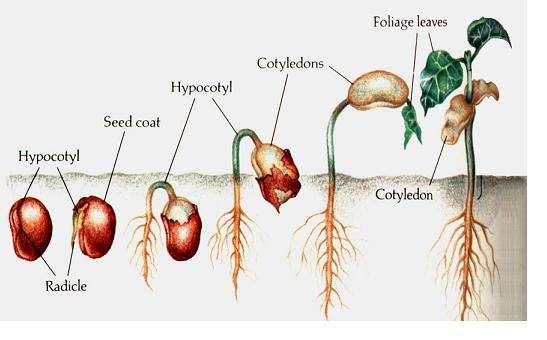 Foliage leaves
Cotyledons
Hypocotyl
Seed coat
Hypocotyl
Cotyledon
Radicle